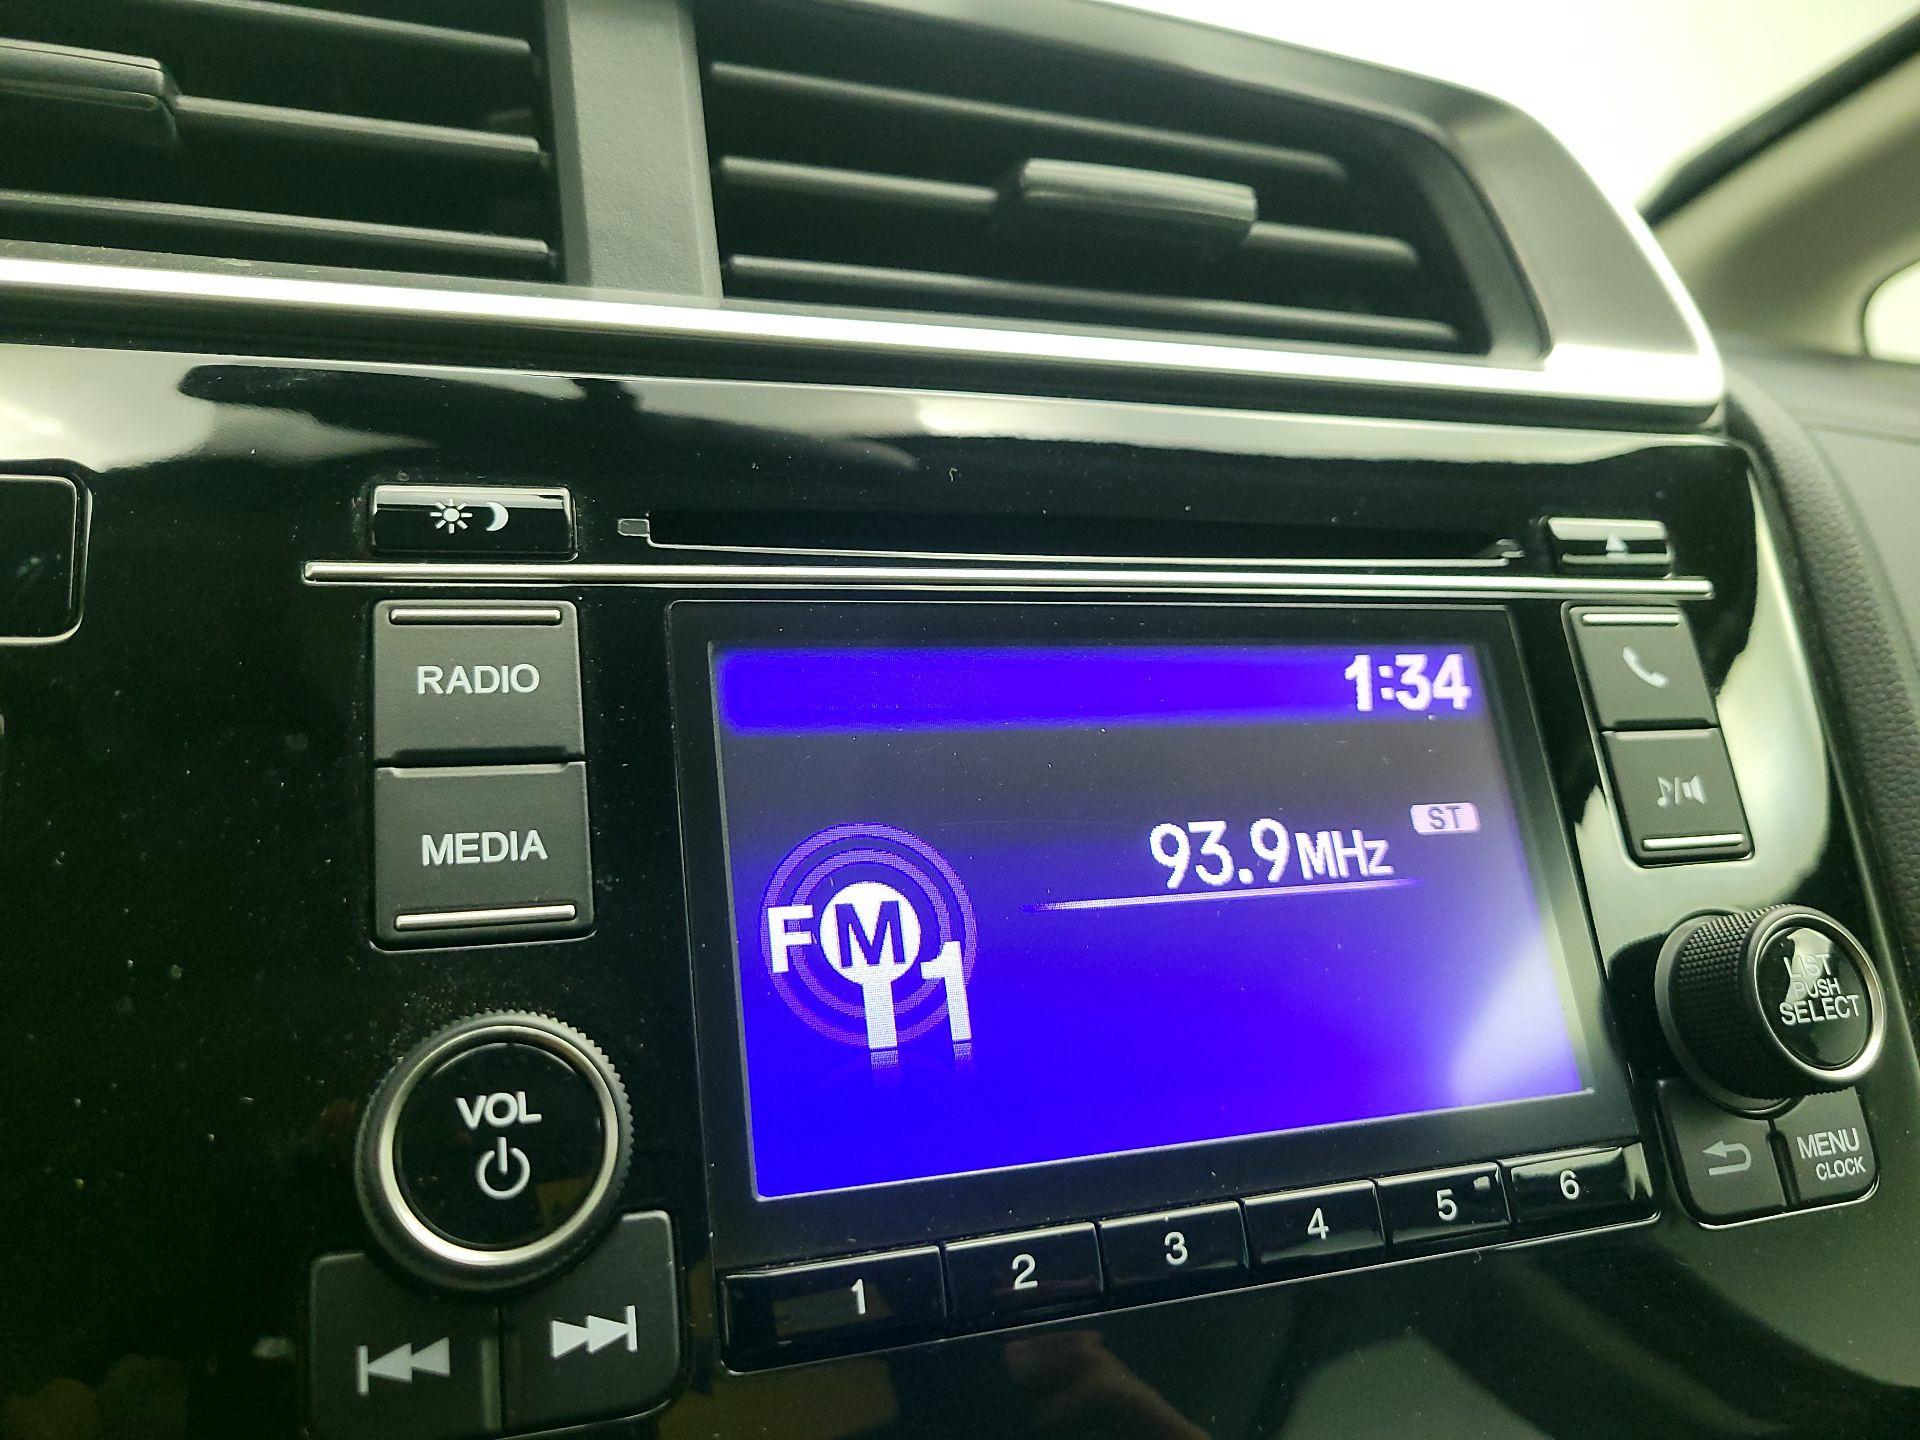 RADIO
MEDIA
VOL
1:34
93.9MHz
ST
FM
1
LIST
PUSH
SELECT
MENU
CLOCK
1
2
3
4
5
6